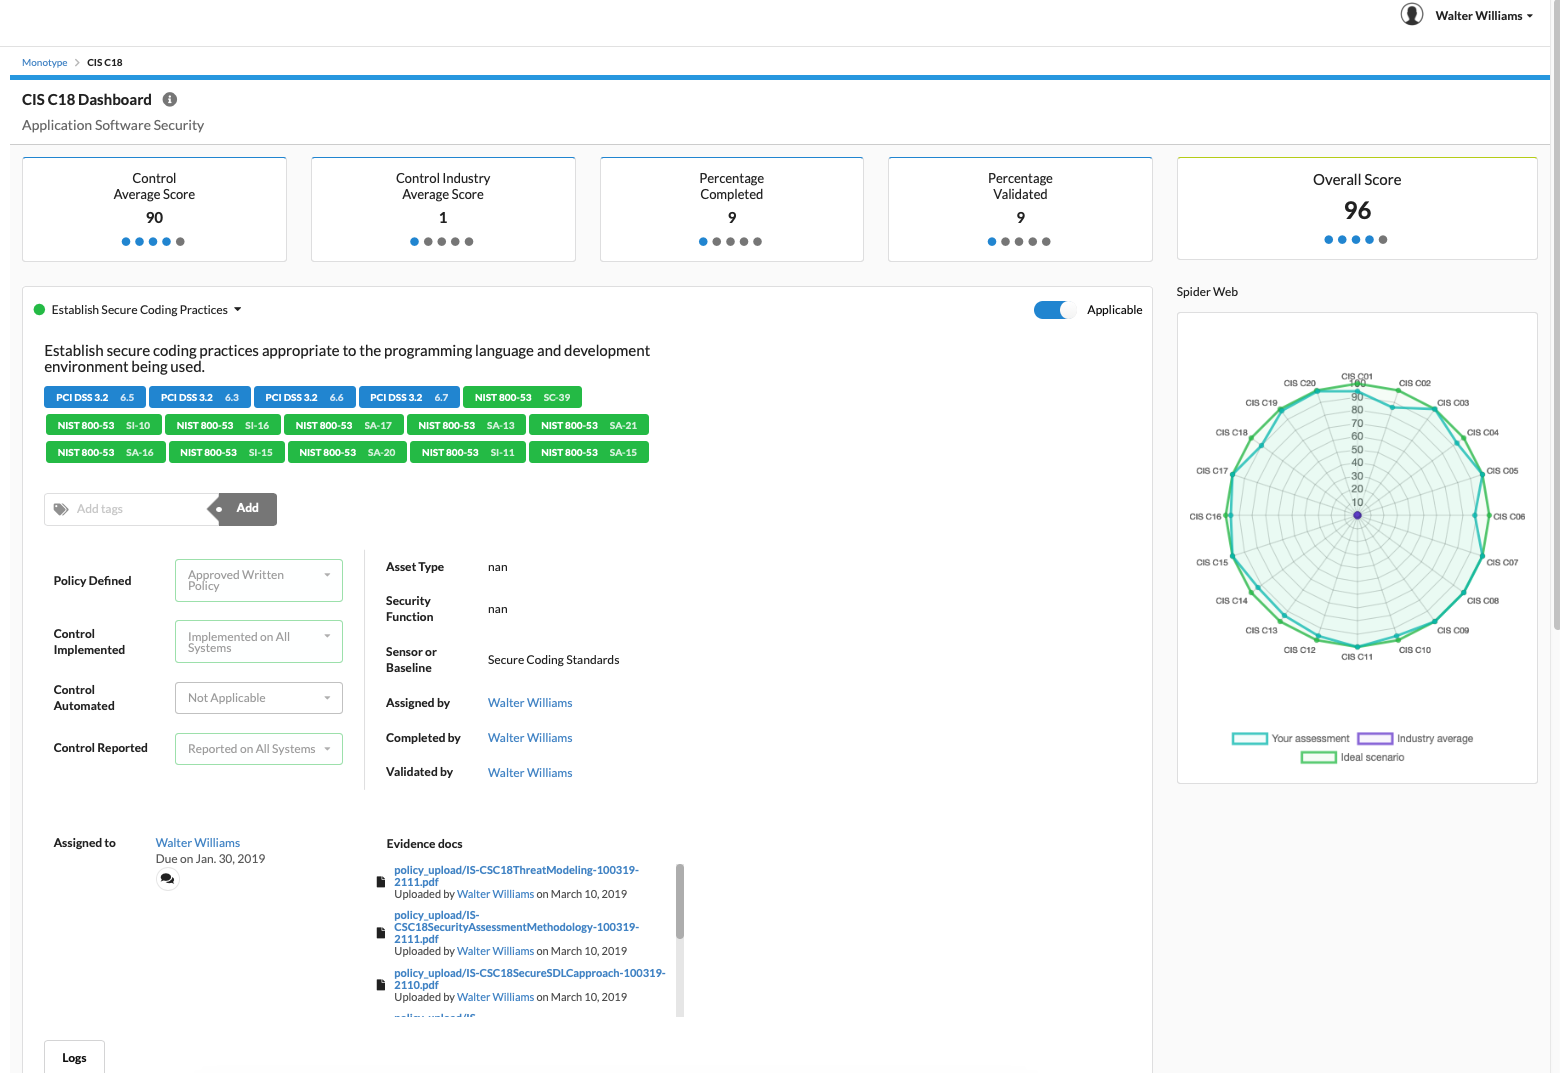 Walter Williams
Monotype > CIS C18
CIS C18 Dashboard
Application Software Security
Control
Average Score
90
Control Industry
Average Score
1
Percentage
Completed
9
Percentage
Validated
9
Overall Score
96
Establish Secure Coding Practices
Applicable
Establish secure coding practices appropriate to the programming language and development
environment being used.
PCI DSS 3.2 6.5 PCI DSS 3.2 6.3 PCI DSS 3.2 6.6 PCI DSS 3.2 6.7 NIST 800-53 SC-39
NIST 800-53 SI-10 NIST 800-53 SI-16 NIST 800-53 SA-17 NIST 800-53 SA-13 NIST 800-53 SA-21
NIST 800-53 SA-16 NIST 800-53 SI-15 NIST 800-53 SA-20 NIST 800-53 SI-11 NIST 800-53 SA-15
Add tags
Add
Policy Defined
Approved Written
Policy
Control
Implemented
Implemented on All
Systems
Control
Automated
Not Applicable
Control Reported
Reported on All Systems
Asset Type
nan
Security
Function
nan
Sensor or
Baseline
Secure Coding Standards
Assigned by
Walter Williams
Completed by
Walter Williams
Validated by
Walter Williams
Assigned to
Walter Williams
Due on Jan. 30, 2019
Evidence docs
policy_upload/IS-CSC18ThreatModeling-100319-
2111.pdf
Uploaded by Walter Williams on March 10, 2019
policy_upload/IS-
CSC18SecurityAssessmentMethodology-100319-
2111.pdf
Uploaded by Walter Williams on March 10, 2019
policy_upload/IS-CSC18SecureSDLCapproach-100319-
2110.pdf
Uploaded by Walter Williams on March 10, 2019
policy_upload/IS-
Logs
Spider Web
CIS C01
CIS C02
CIS C03
CIS C04
CIS C05
CIS C06
CIS C07
CIS C08
CIS C09
CIS C10
CIS C11
CIS C12
CIS C13
CIS C14
CIS C15
CIS C16
CIS C17
CIS C18
CIS C19
CIS C20
100
90
80
70
60
50
40
30
20
10
Your assessment
Industry average
Ideal scenario